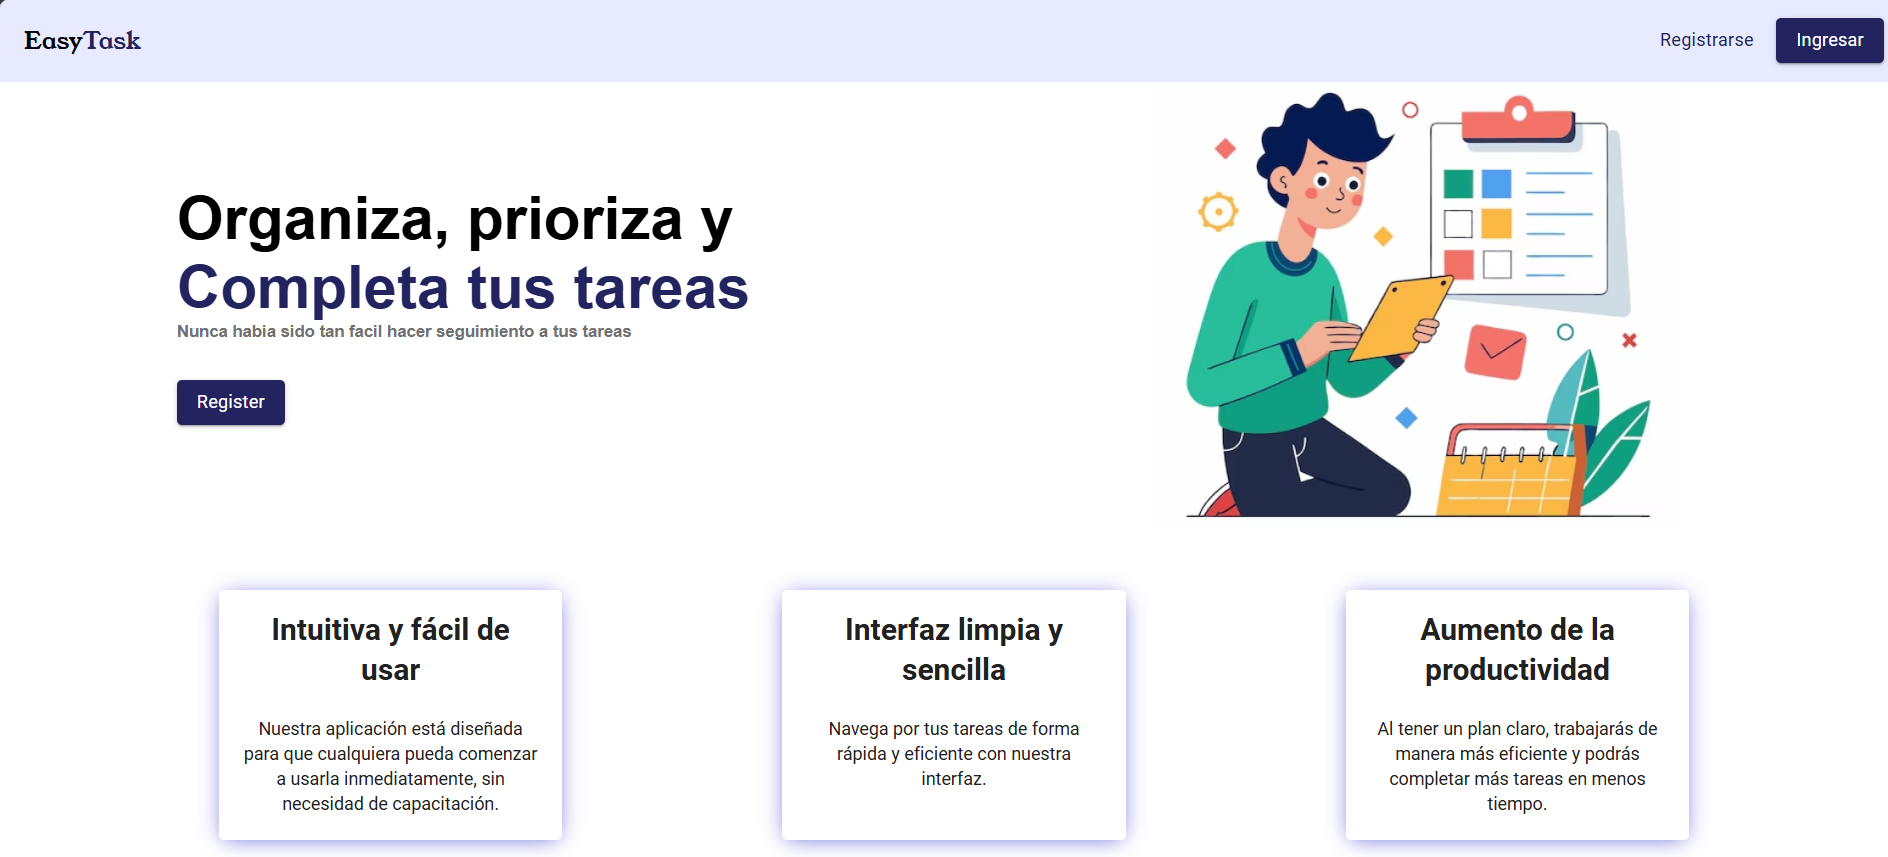 EasyTask
Registrarse
Ingresar
Organiza, prioriza y
Completa tus tareas
Nunca habia sido tan facil hacer seguimiento a tus tareas
Register
Intuitiva y fácil de
usar
Nuestra aplicación está diseñada
para que cualquiera pueda comenzar
a usarla inmediatamente, sin
necesidad de capacitación.
Interfaz limpia y
sencilla
Navega por tus tareas de forma
rápida y eficiente con nuestra
interfaz.
Aumento de la
productividad
Al tener un plan claro, trabajarás de
manera más eficiente y podrás
completar más tareas en menos
tiempo.